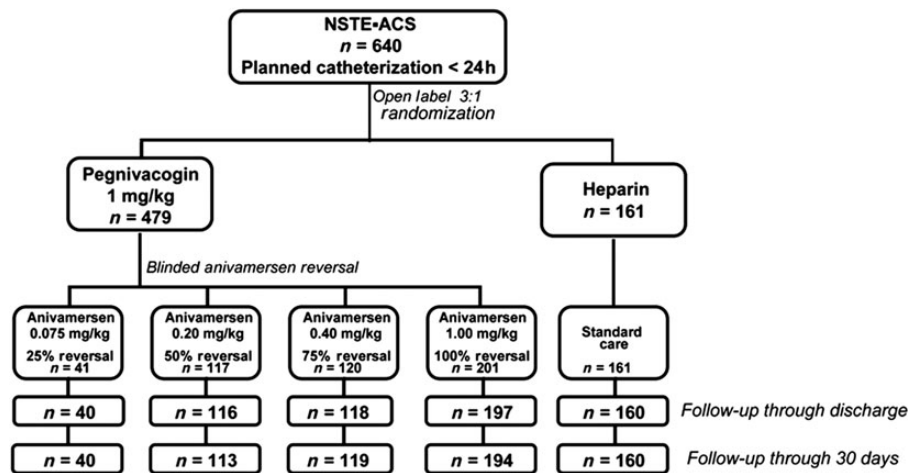 NSTE-ACS
n = 640
Planned catheterization < 24h
Open label 3:1
randomization
Pegnivacogin
1 mg/kg
n = 479
Heparin
n = 161
Blinded anivamersen reversal
Anivamersen
0.075 mg/kg
25% reversal
n = 41
Anivamersen
0.20 mg/kg
50% reversal
n = 117
Anivamersen
0.40 mg/kg
75% reversal
n = 120
Anivamersen
1.00 mg/kg
100% reversal
n = 201
Standard
care
n = 161
n = 40
n = 116
n = 118
n = 197
n = 160
Follow-up through discharge
n = 40
n = 113
n = 119
n = 194
n = 160
Follow-up through 30 days